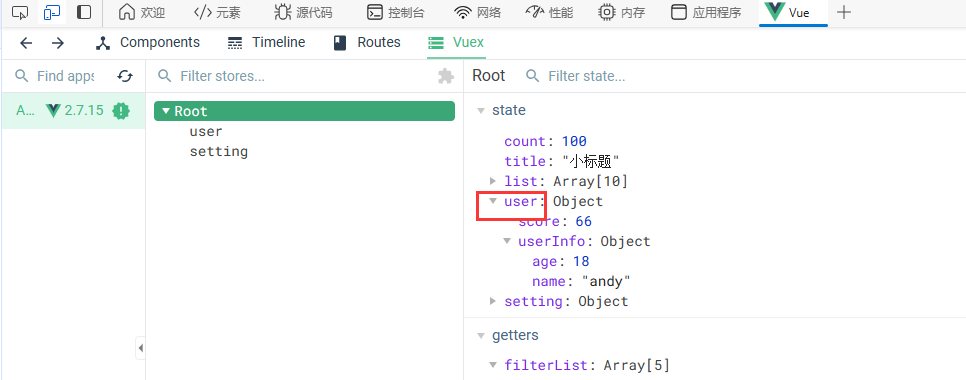 欢迎 元素 源代码 控制台 网络 性能 内存 应用程序 Vue
Components Timeline Routes Vuex
Find apps Filter stores... Root Filter state...
A... 2.7.15
Root
user
setting
state
count: 100
title: "小标题"
list: Array[10]
user: Object
score: 66
userInfo: Object
age: 18
name: "andy"
setting: Object
getters
filterList: Array[5]